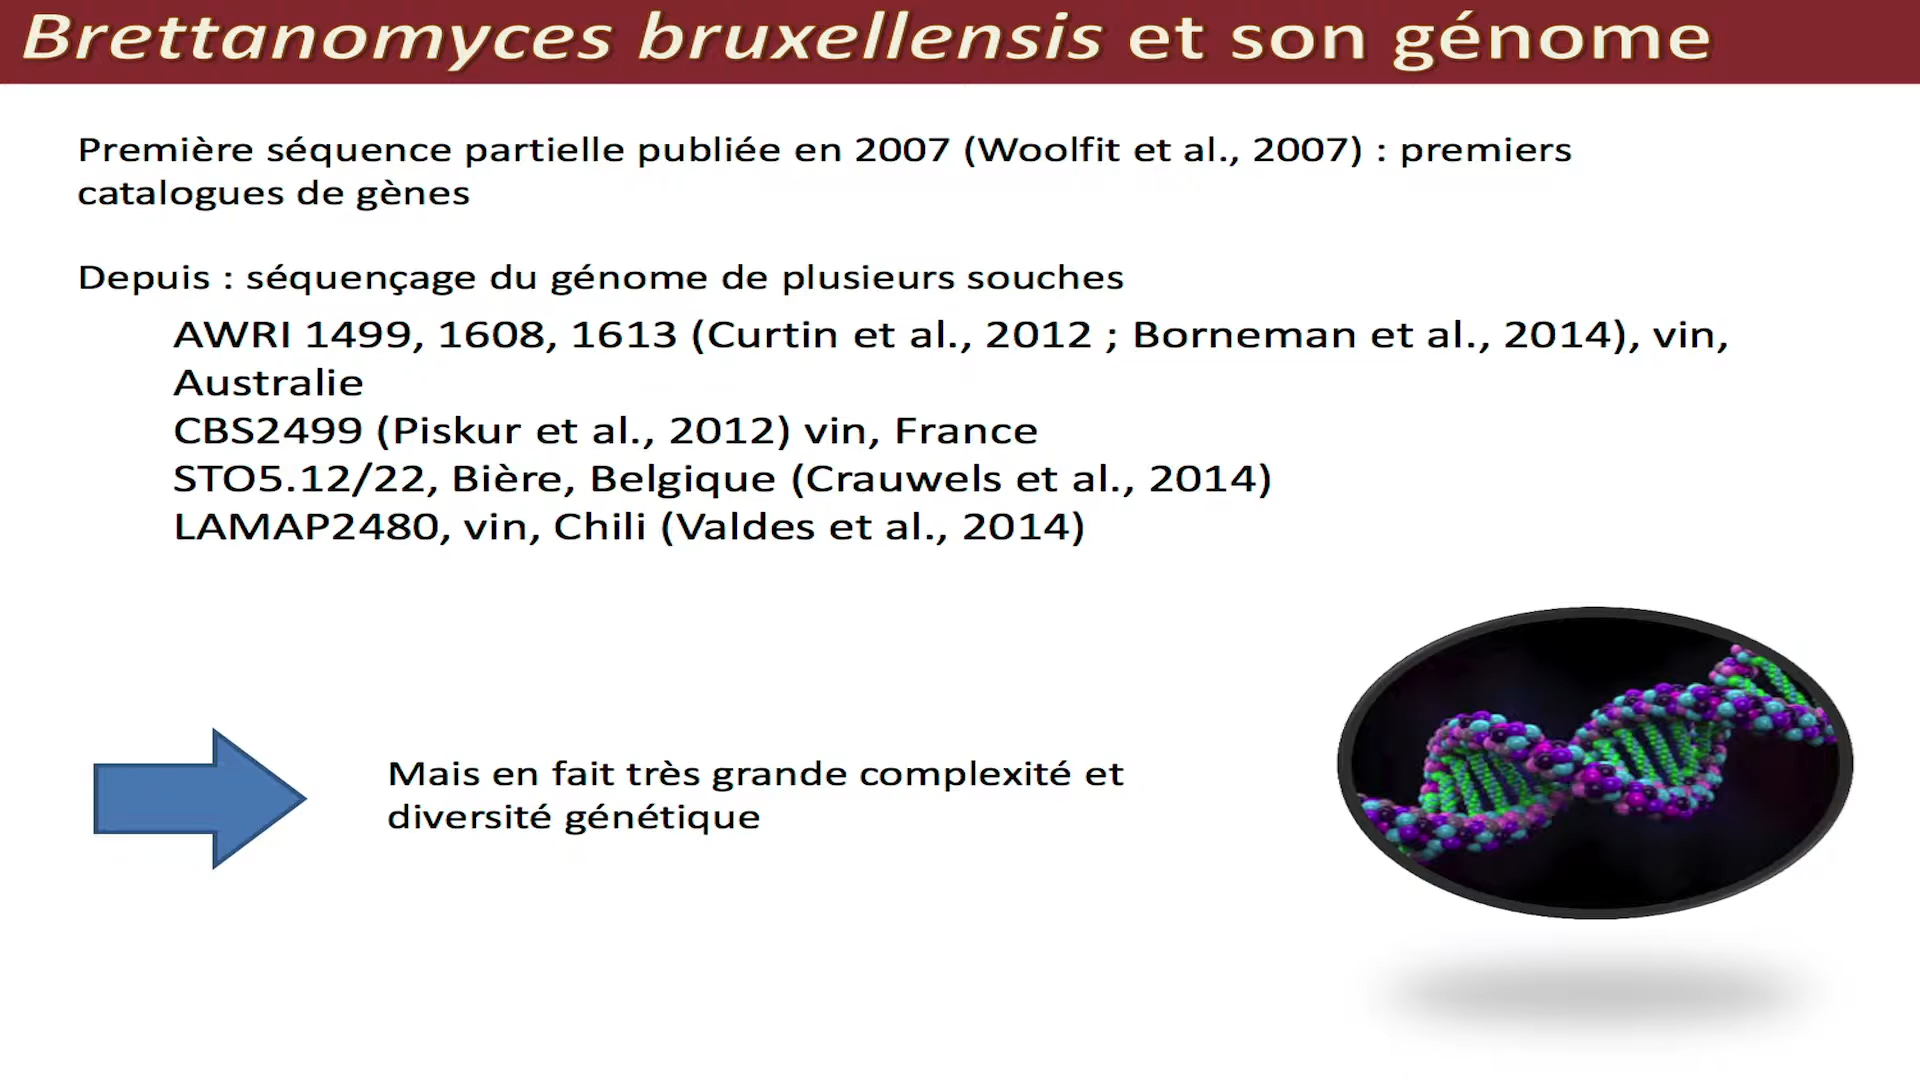 Brettanomyces bruxellensis et son génome
Première séquence partielle publiée en 2007 (Woolfit et al., 2007) : premiers
catalogues de gènes
Depuis : séquençage du génome de plusieurs souches
AWRI 1499, 1608, 1613 (Curtin et al., 2012 ; Borneman et al., 2014), vin,
Australie
CBS2499 (Piskur et al., 2012) vin, France
STO5.12/22, Bière, Belgique (Crauwels et al., 2014)
LAMAP2480, vin, Chili (Valdes et al., 2014)
Mais en fait très grande complexité et
diversité génétique